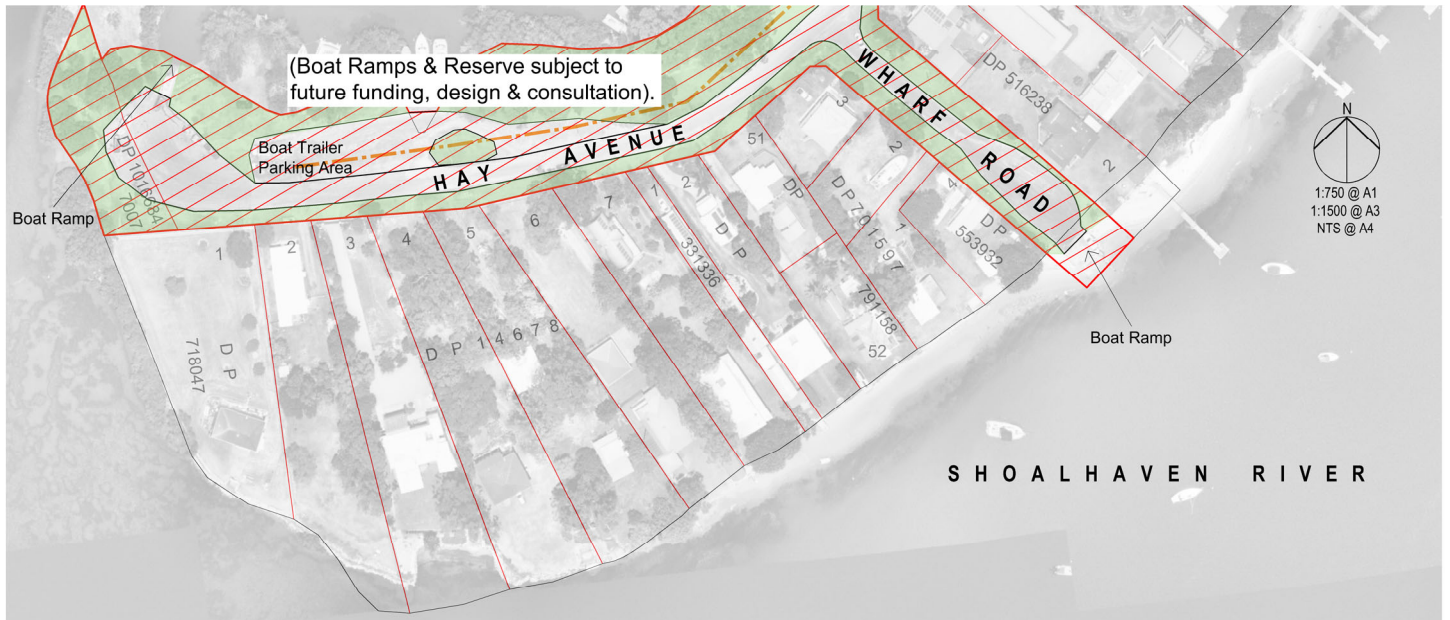 (Boat Ramps & Reserve subject to
future funding, design & consultation).
Boat Trailer
Parking Area
HAY AVENUE
WHARF ROAD
DP 516238
2
N
1:750 @ A1
1:1500 @ A3
NTS @ A4
DP 1016634
7007
Boat Ramp
1
2
3
4
5
6
7
1
2
DP
331336
51
DP
3
2
DP 701597
1
791158
52
4
DP
553932
Boat Ramp
DP
718047
DP 14678
SHOALHAVEN RIVER